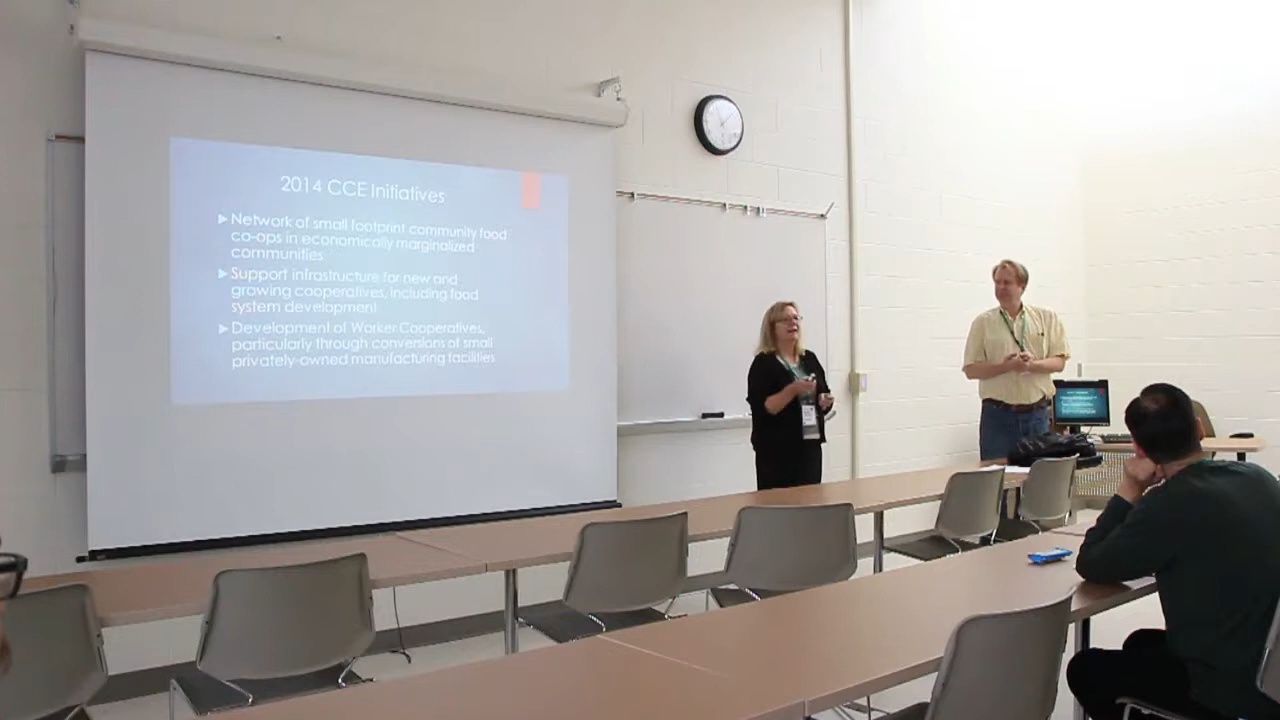 2014 CCE Initiatives
Network of small footprint community food
co-ops in economically marginalized
communities
Support infrastructure for new and
growing cooperatives, including food
system development
Development of Worker Cooperatives,
particularly through conversions of small
privately-owned manufacturing facilities